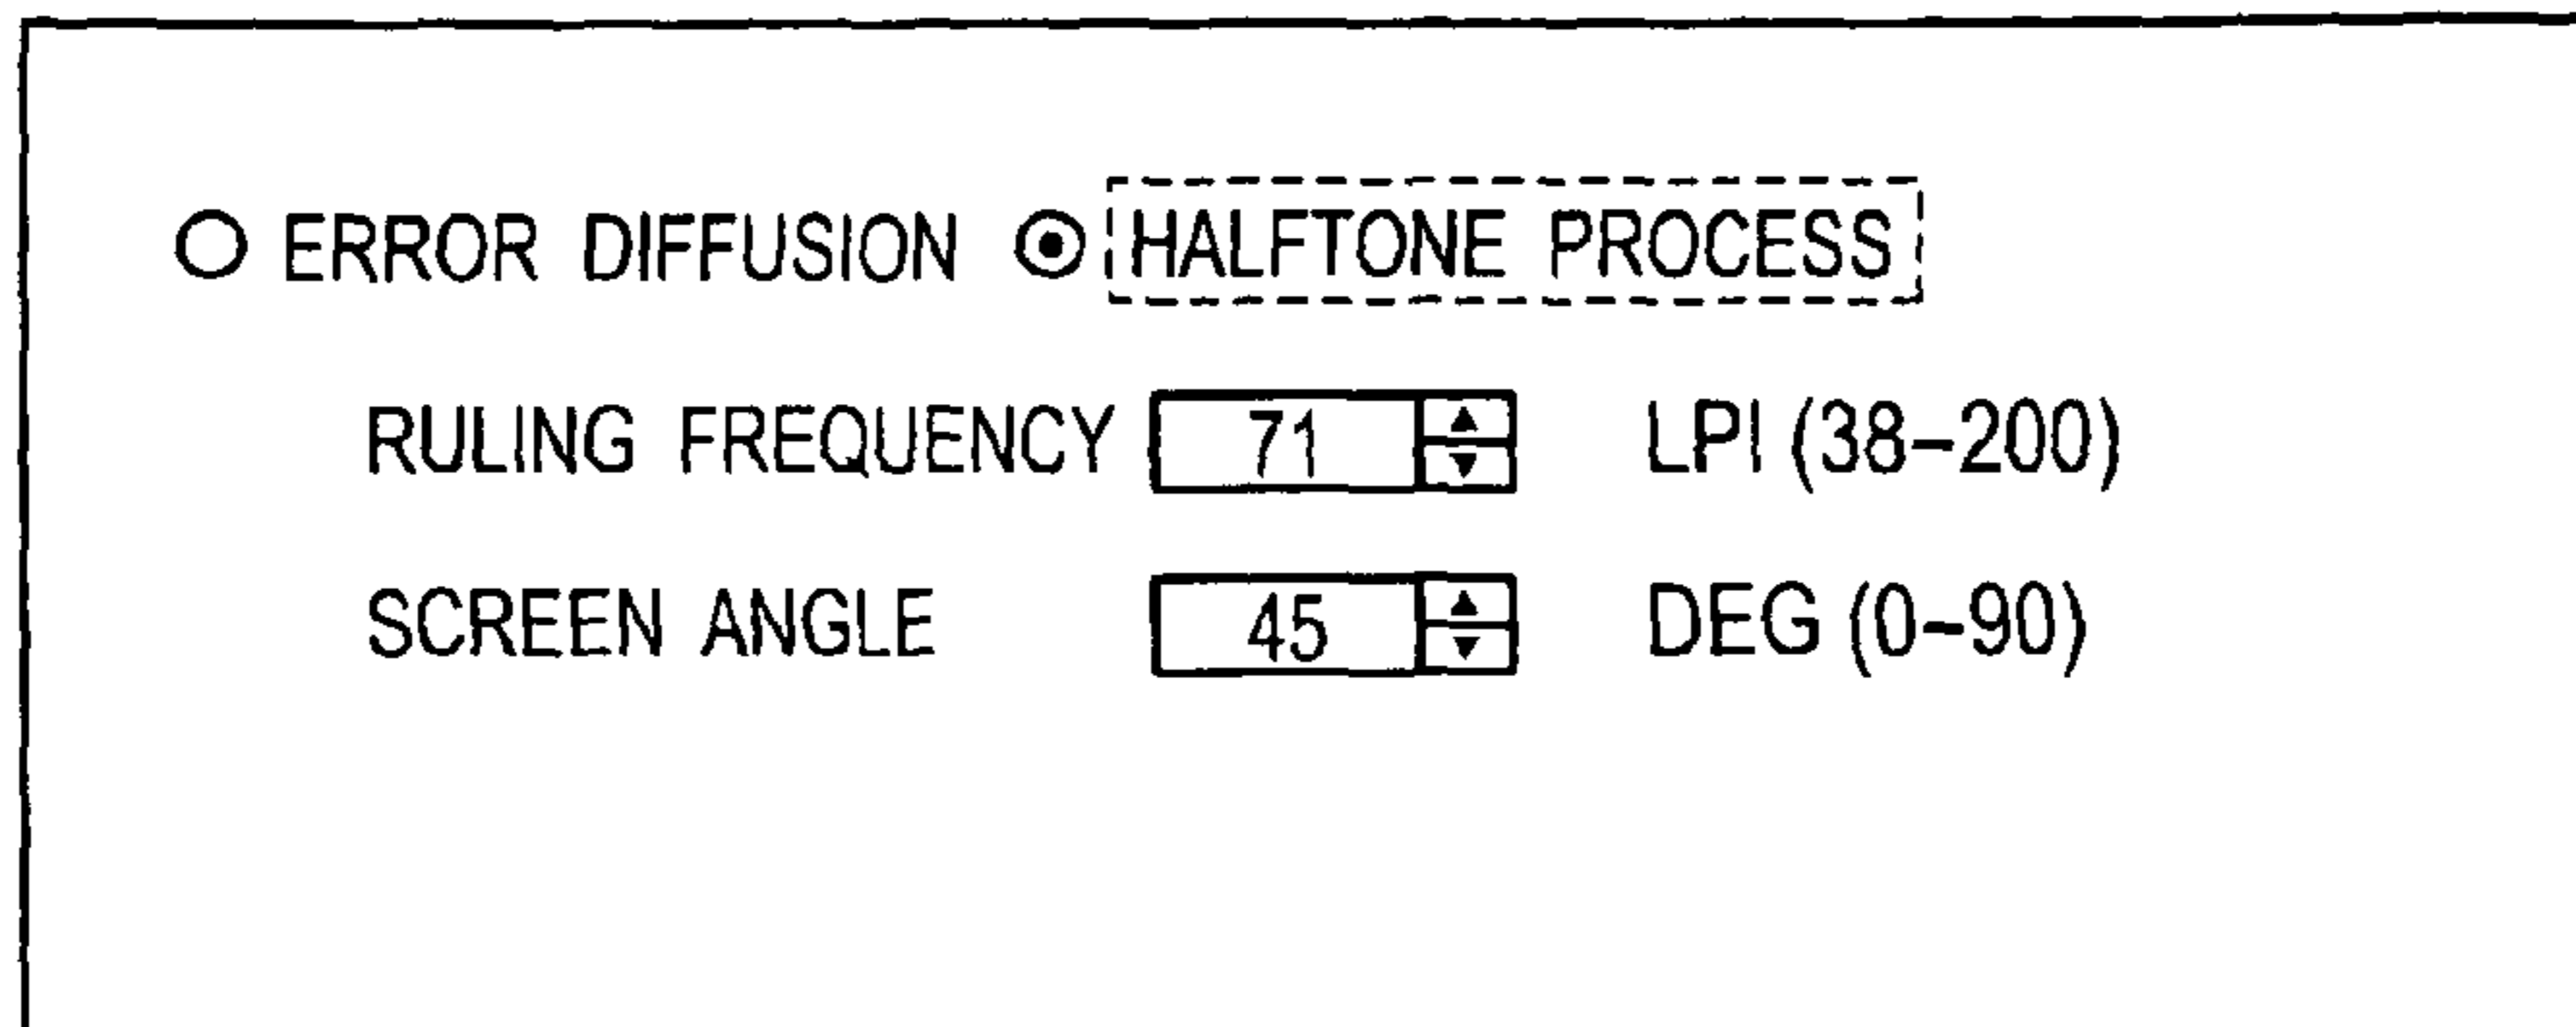 ERROR DIFFUSION HALFTONE PROCESS
RULING FREQUENCY 71 LPI (38-200)
SCREEN ANGLE 45 DEG (0-90)